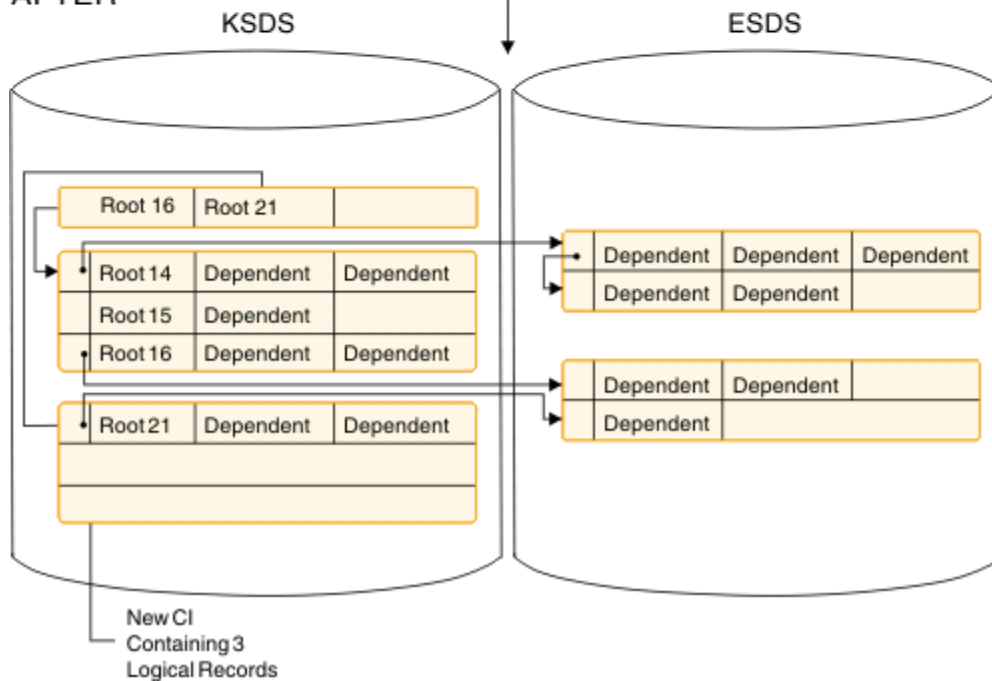 AFTER
KSDS
ESDS
Root 16 Root 21
Root 14 Dependent Dependent
Root 15 Dependent
Root 16 Dependent Dependent
Root 21 Dependent Dependent
Dependent Dependent Dependent
Dependent Dependent
Dependent Dependent
Dependent
New CI
Containing 3
Logical Records